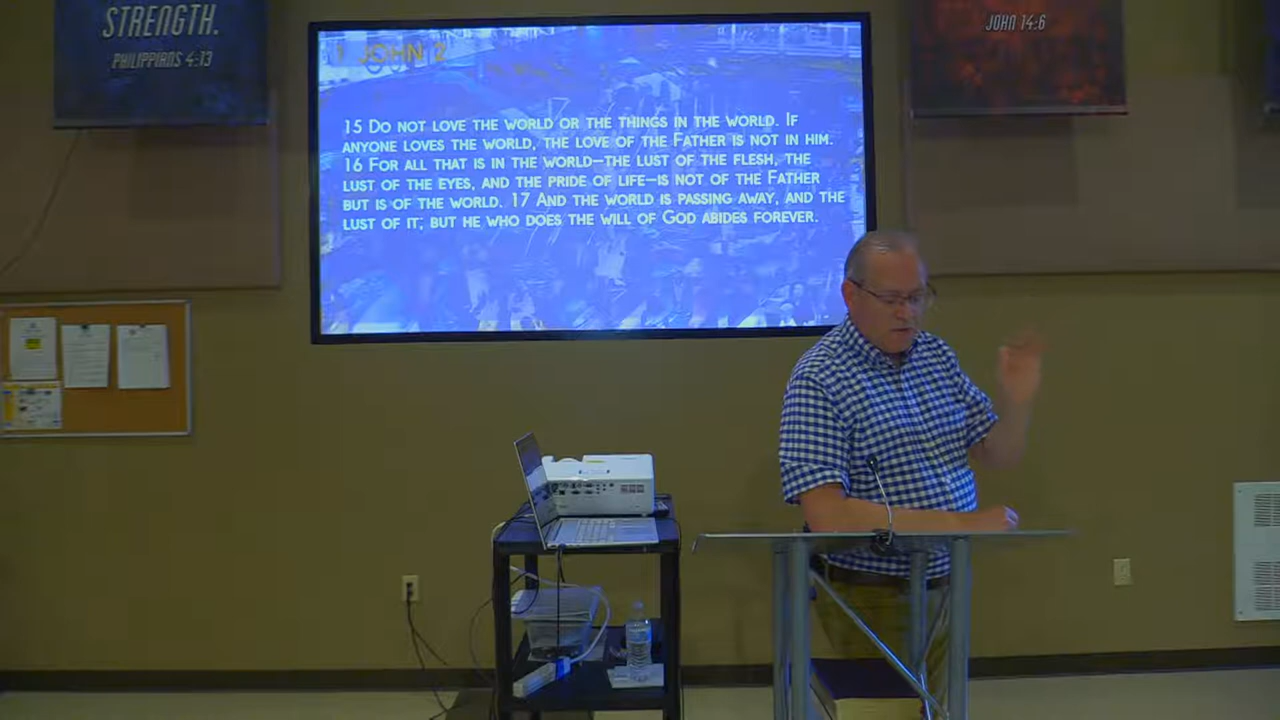 STRENGTH.
PHILIPPIANS 4:13
JOHN 14:6
1 JOHN 2
15 DO NOT LOVE THE WORLD OR THE THINGS IN THE WORLD. IF
ANYONE LOVES THE WORLD, THE LOVE OF THE FATHER IS NOT IN HIM.
16 FOR ALL THAT IS IN THE WORLD—THE LUST OF THE FLESH, THE
LUST OF THE EYES, AND THE PRIDE OF LIFE—IS NOT OF THE FATHER
BUT IS OF THE WORLD. 17 AND THE WORLD IS PASSING AWAY, AND THE
LUST OF IT; BUT HE WHO DOES THE WILL OF GOD ABIDES FOREVER.